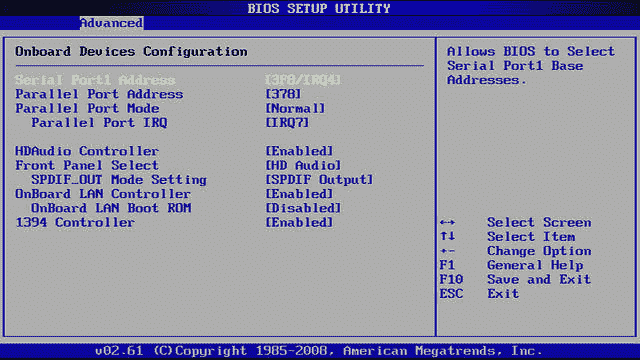 BIOS SETUP UTILITY
Advanced
Onboard Devices Configuration
Serial Port1 Address [3F8/IRQ4]
Parallel Port Address [378]
Parallel Port Mode [Normal]
Parallel Port IRQ [IRQ7]
HDAudio Controller [Enabled]
Front Panel Select [HD Audio]
SPDIF_OUT Mode Setting [SPDIF Output]
OnBoard LAN Controller [Enabled]
OnBoard LAN Boot ROM [Disabled]
1394 Controller [Enabled]
Allows BIOS to Select
Serial Port1 Base
Addresses.
←→ Select Screen
↑↓ Select Item
+- Change Option
F1 General Help
F10 Save and Exit
ESC Exit
v02.61 (C)Copyright 1985-2008, American Megatrends, Inc.